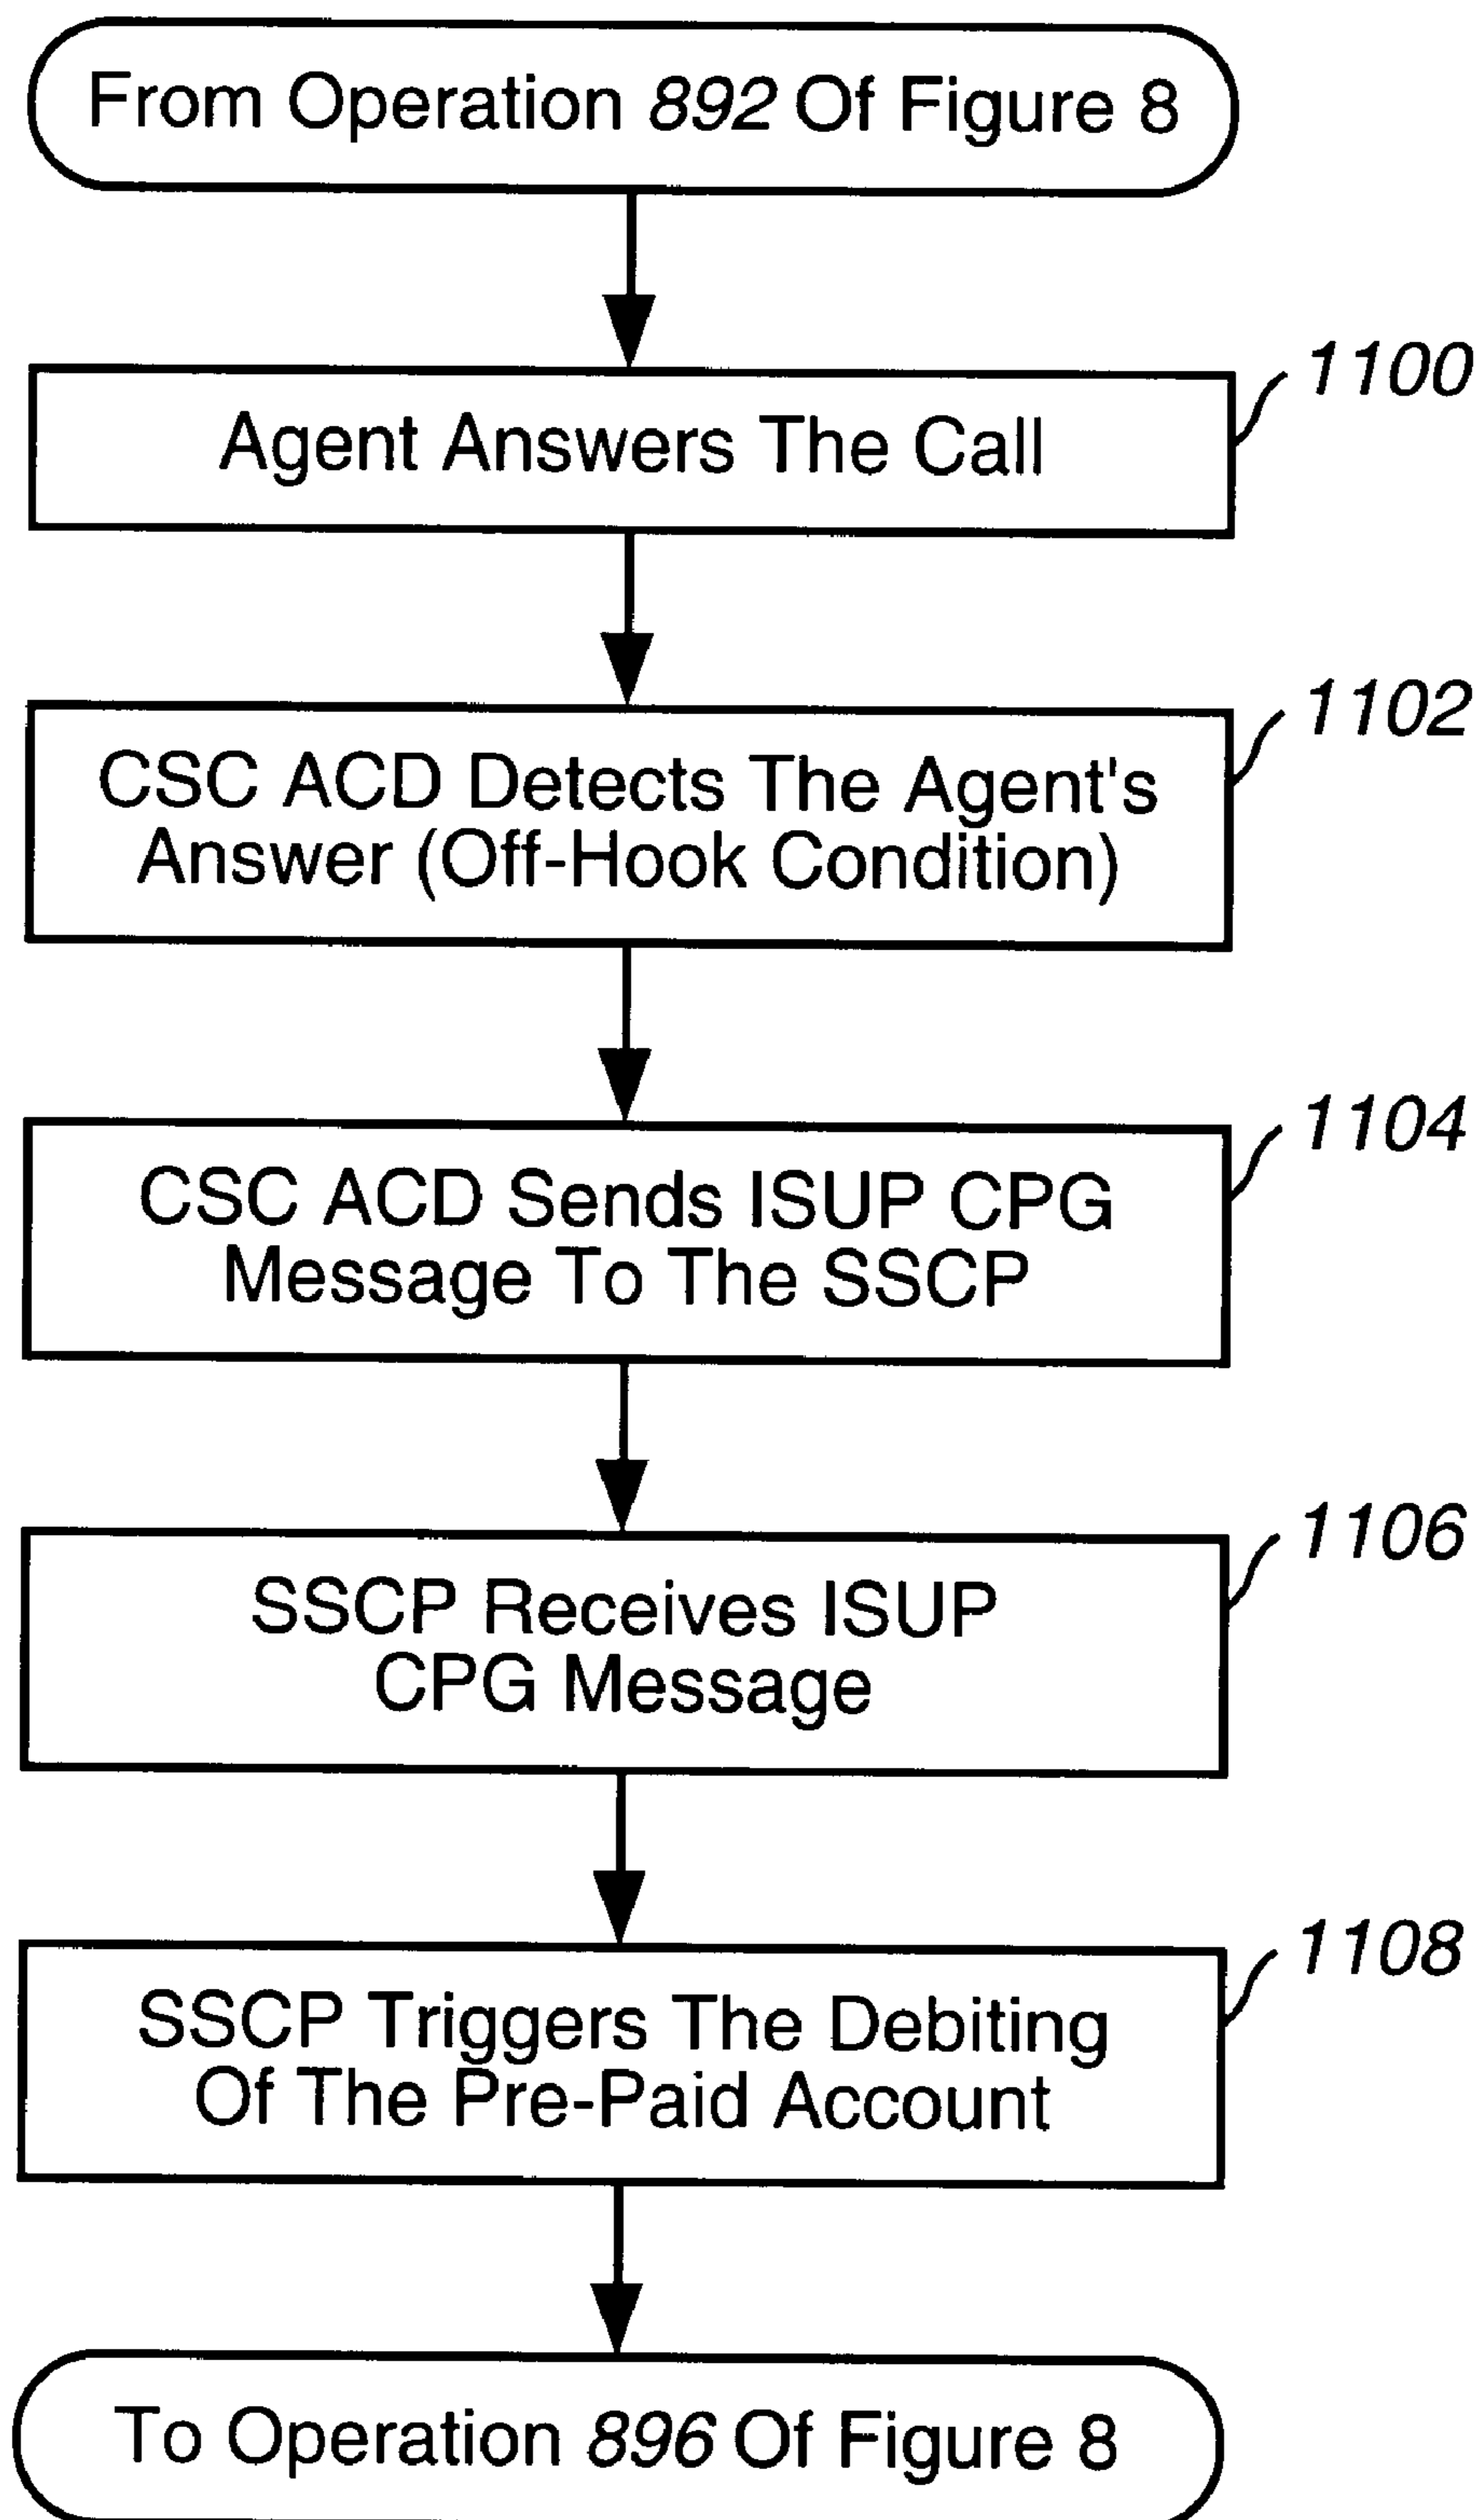 From Operation 892 Of Figure 8
1100
Agent Answers The Call
1102
CSC ACD Detects The Agent's
Answer (Off-Hook Condition)
1104
CSC ACD Sends ISUP CPG
Message To The SSCP
1106
SSCP Receives ISUP
CPG Message
1108
SSCP Triggers The Debiting
Of The Pre-Paid Account
To Operation 896 Of Figure 8